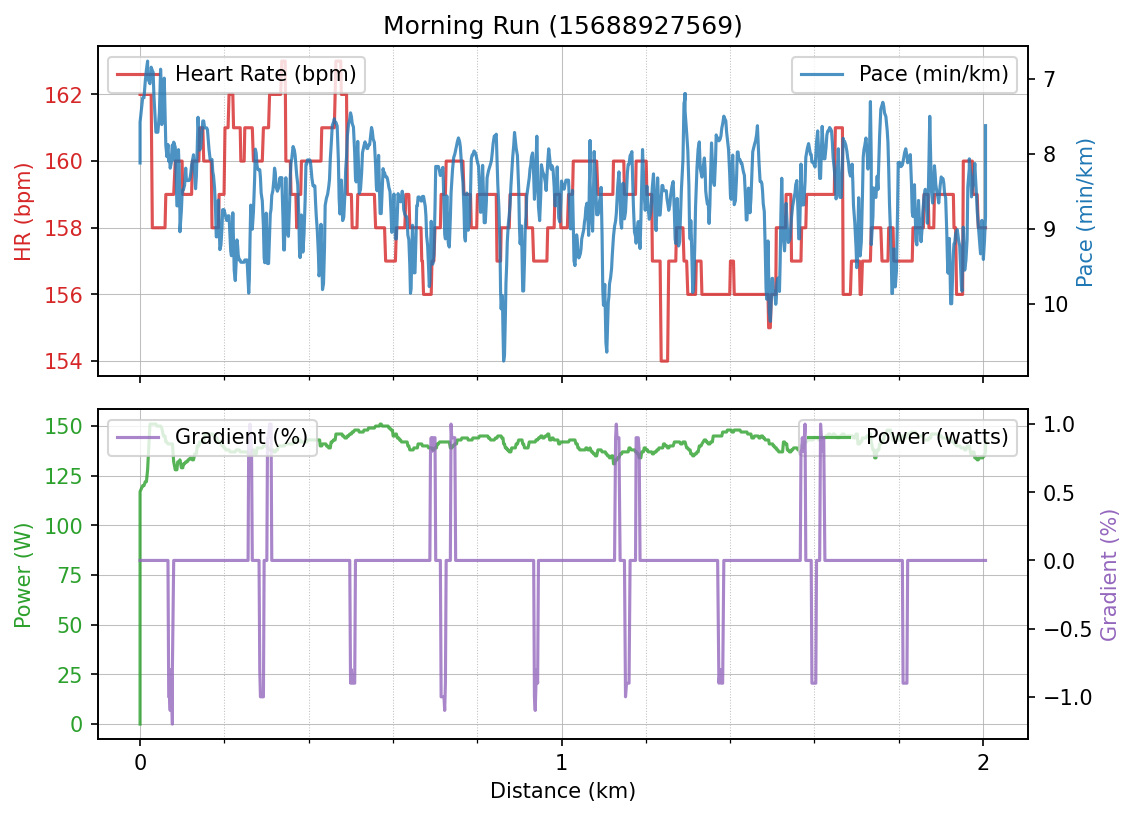 Morning Run (15688927569)
Heart Rate (bpm)
Pace (min/km)
HR (bpm)
162
160
158
156
154
7
8
9
10
Pace (min/km)
Gradient (%)
Power (watts)
Power (W)
150
125
100
75
50
25
0
1.0
0.5
0.0
−0.5
−1.0
Gradient (%)
0 1 2
Distance (km)